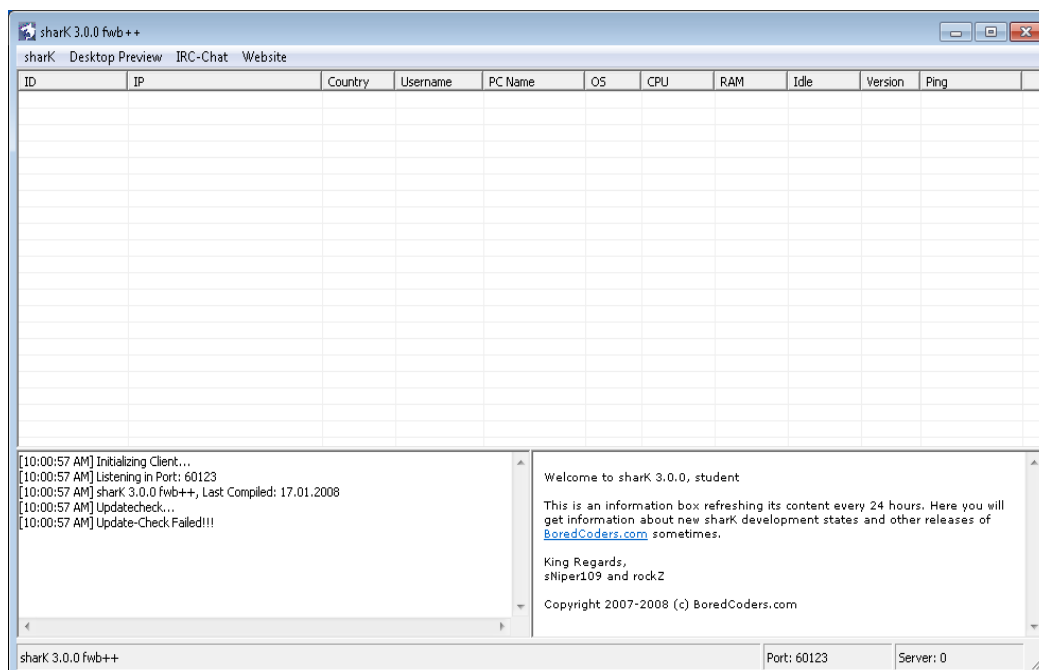 sharK 3.0.0 fwb++
sharK Desktop Preview IRC-Chat Website
ID IP Country Username PC Name OS CPU RAM Idle Version Ping
[10:00:57 AM] Initializing Client...
[10:00:57 AM] Listening in Port: 60123
[10:00:57 AM] sharK 3.0.0 fwb++, Last Compiled: 17.01.2008
[10:00:57 AM] Updatecheck...
[10:00:57 AM] Update-Check Failed!!!
Welcome to sharK 3.0.0, student
This is an information box refreshing its content every 24 hours. Here you will
get information about new sharK development states and other releases of
BoredCoders.com sometimes.
King Regards,
sNiper109 and rockZ
Copyright 2007-2008 (c) BoredCoders.com
sharK 3.0.0 fwb++ Port: 60123 Server: 0